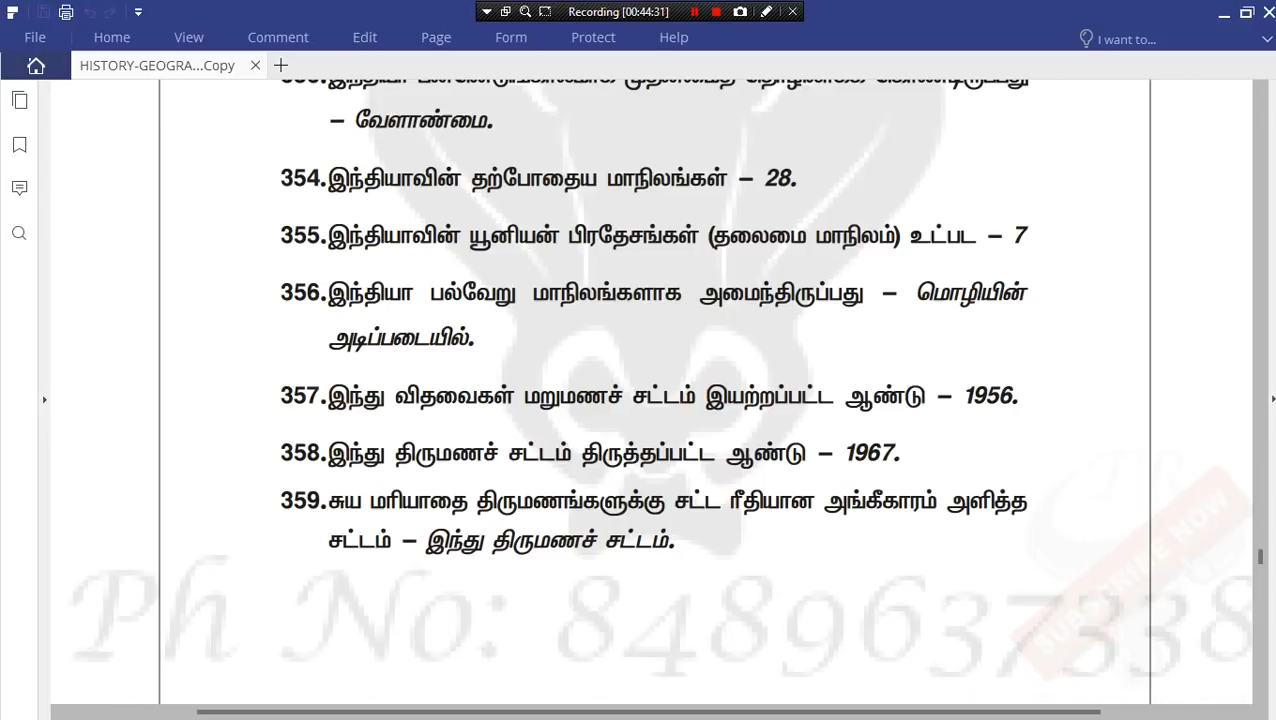 Recording [00:44:31]
File Home View Comment Edit Page Form Protect Help I want to...
HISTORY-GEOGRA...Copy
– வேளாண்மை.
354.இந்தியாவின் தற்போதைய மாநிலங்கள் – 28.
355.இந்தியாவின் யூனியன் பிரதேசங்கள் (தலைமை மாநிலம்) உட்பட – 7
356.இந்தியா பல்வேறு மாநிலங்களாக அமைந்திருப்பது – மொழியின்
அடிப்படையில்.
357.இந்து விதவைகள் மறுமணச் சட்டம் இயற்றப்பட்ட ஆண்டு – 1956.
358.இந்து திருமணச் சட்டம் திருத்தப்பட்ட ஆண்டு – 1967.
359.சுய மரியாதை திருமணங்களுக்கு சட்ட ரீதியான அங்கீகாரம் அளித்த
சட்டம் – இந்து திருமணச் சட்டம்.
Ph No: 8489637338
SUBSCRIBE NOW